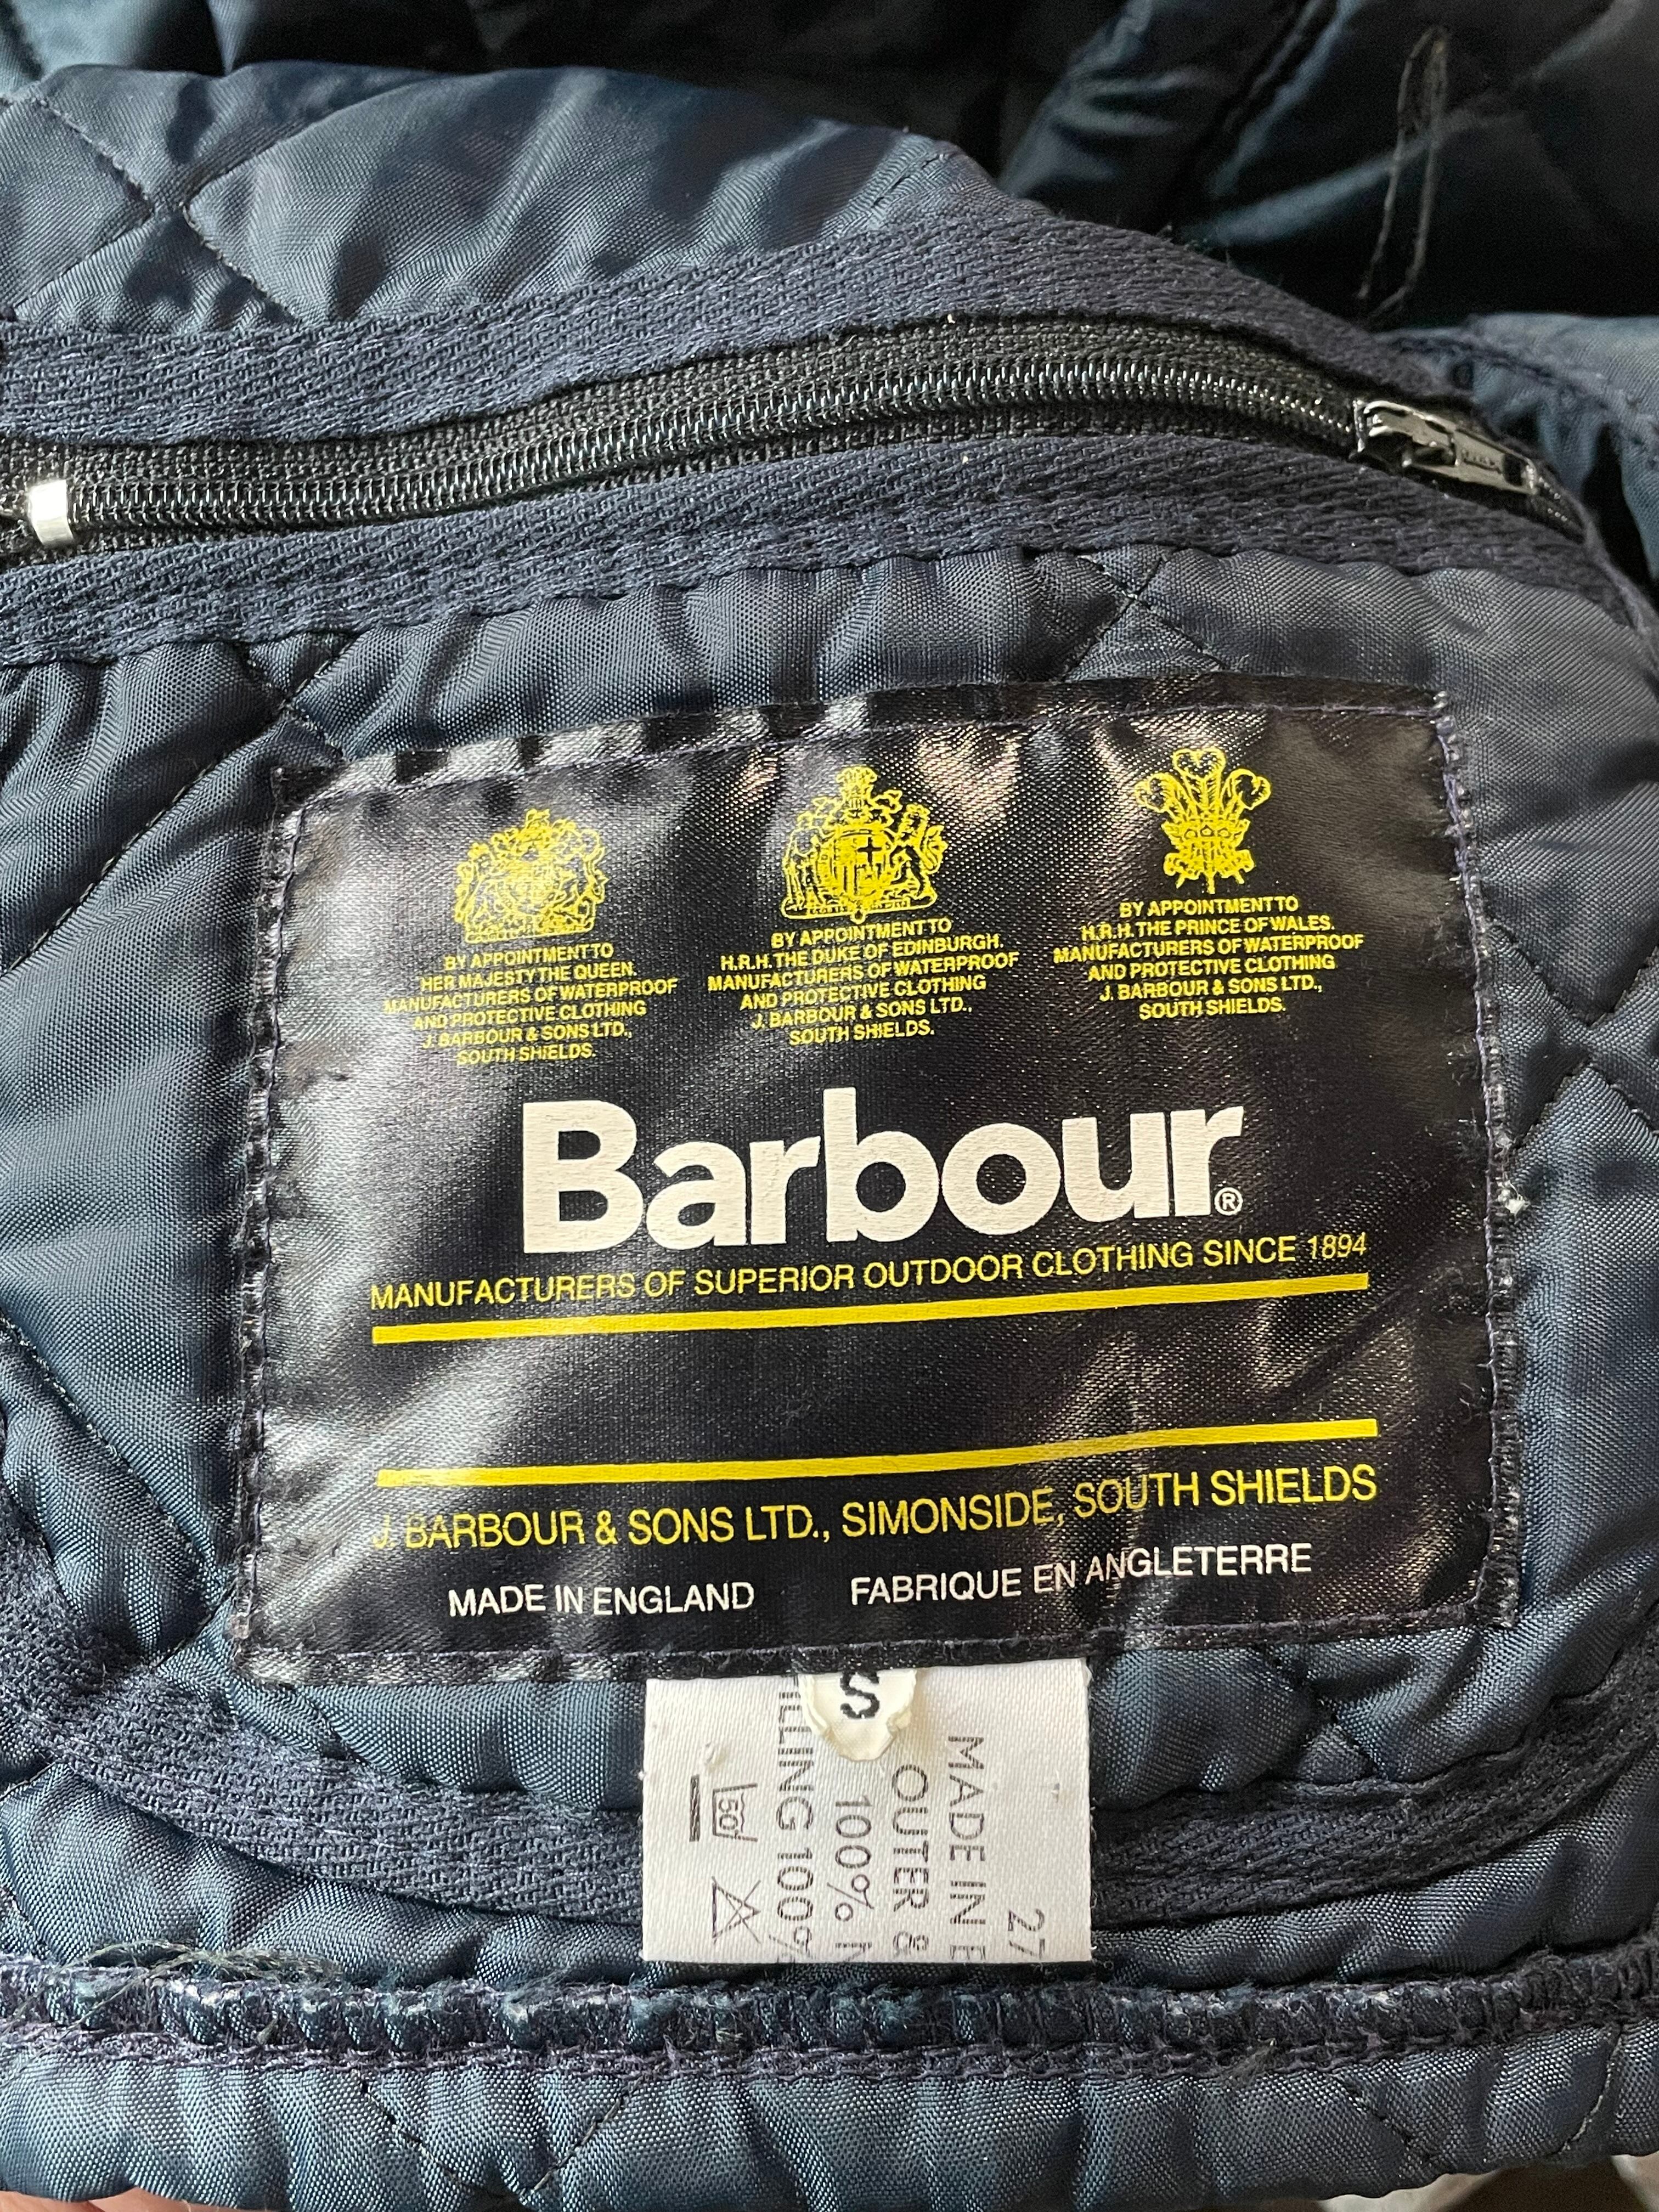 BY APPOINTMENT TO
HER MAJESTY THE QUEEN.
MANUFACTURERS OF WATERPROOF
AND PROTECTIVE CLOTHING
J. BARBOUR & SONS LTD.,
SOUTH SHIELDS.
BY APPOINTMENT TO
H.R.H. THE DUKE OF EDINBURGH.
MANUFACTURERS OF WATERPROOF
AND PROTECTIVE CLOTHING
J. BARBOUR & SONS LTD.,
SOUTH SHIELDS.
BY APPOINTMENT TO
H.R.H. THE PRINCE OF WALES.
MANUFACTURERS OF WATERPROOF
AND PROTECTIVE CLOTHING
J. BARBOUR & SONS LTD.,
SOUTH SHIELDS.
Barbour®
MANUFACTURERS OF SUPERIOR OUTDOOR CLOTHING SINCE 1894
J. BARBOUR & SONS LTD., SIMONSIDE, SOUTH SHIELDS
MADE IN ENGLAND FABRIQUE EN ANGLETERRE
S
27
MADE IN E
OUTER &
100%
ILLING 100%
50